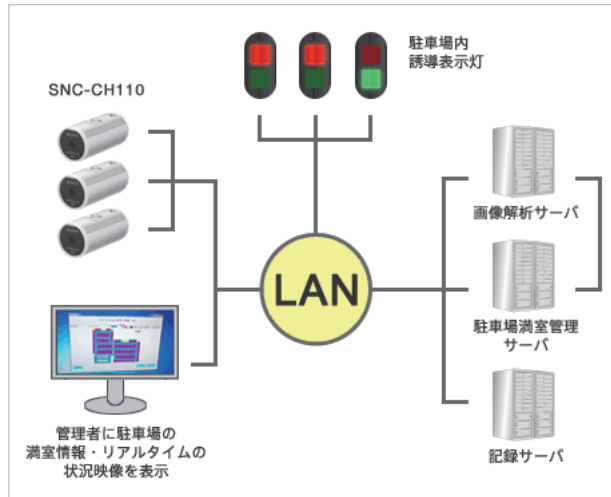 駐車場内
誘導表示灯
SNC-CH110
画像解析サーバ
LAN
駐車場満室管理
サーバ
管理者に駐車場の
満室情報・リアルタイムの
状況映像を表示
記録サーバ